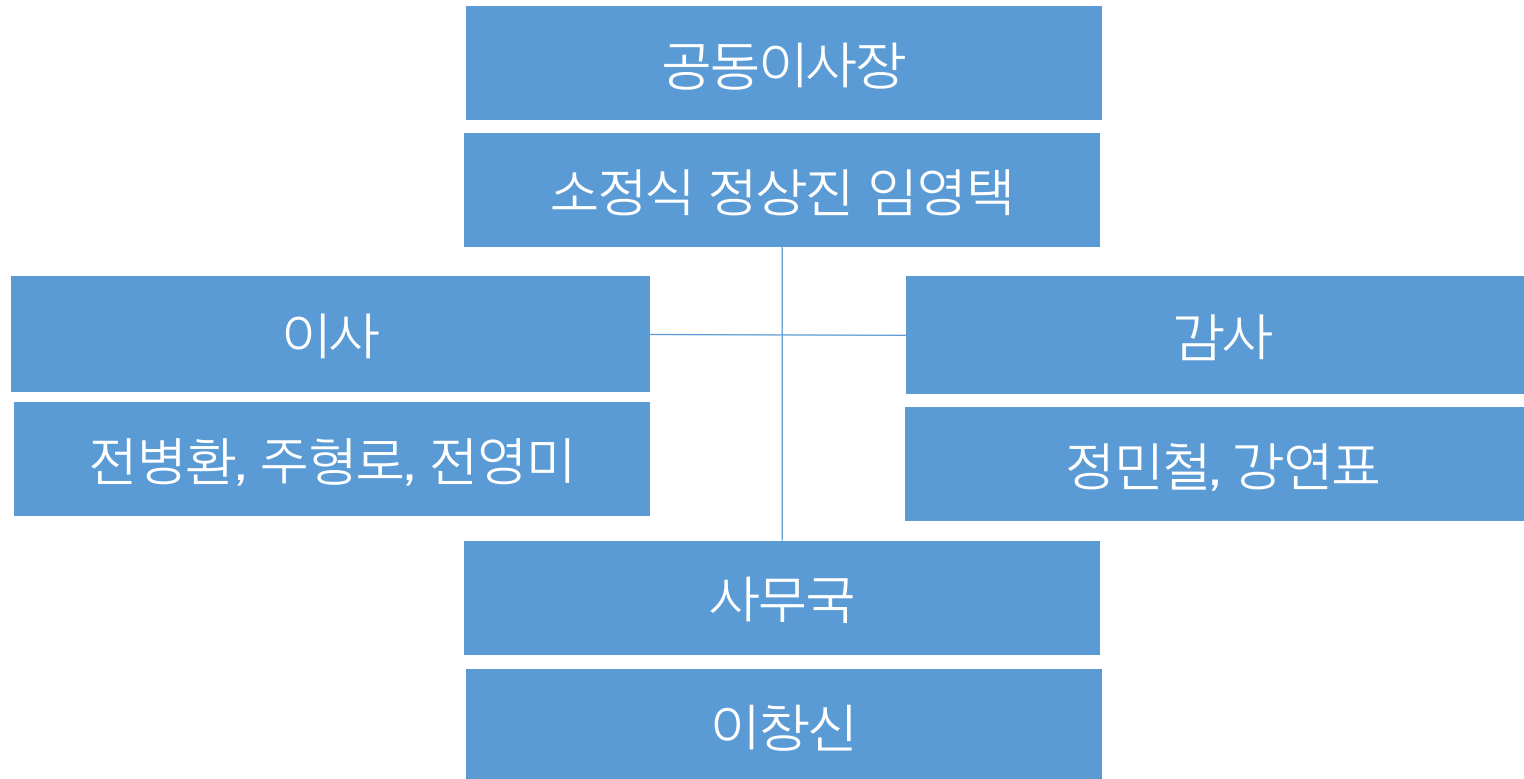 공동이사장
소정식 정상진 임영택
이사
전병환, 주형로, 전영미
감사
정민철, 강연표
사무국
이창신